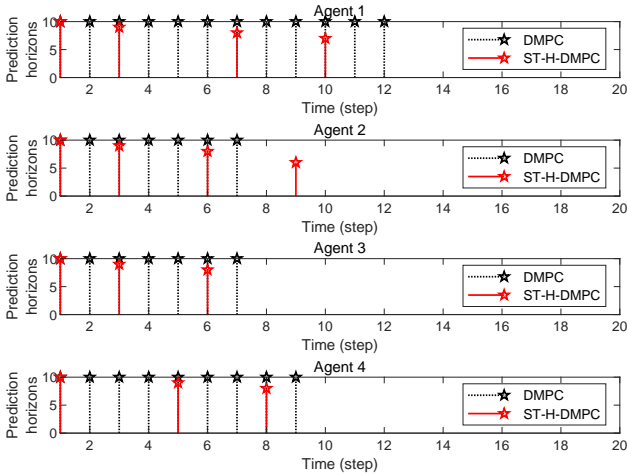 Agent 1
Prediction
horizons
10
5
0
2 4 6 8 10 12 14 16 18 20
Time (step)
DMPC
ST-H-DMPC
Agent 2
Prediction
horizons
10
5
0
2 4 6 8 10 12 14 16 18 20
Time (step)
DMPC
ST-H-DMPC
Agent 3
Prediction
horizons
10
5
0
2 4 6 8 10 12 14 16 18 20
Time (step)
DMPC
ST-H-DMPC
Agent 4
Prediction
horizons
10
5
0
2 4 6 8 10 12 14 16 18 20
Time (step)
DMPC
ST-H-DMPC